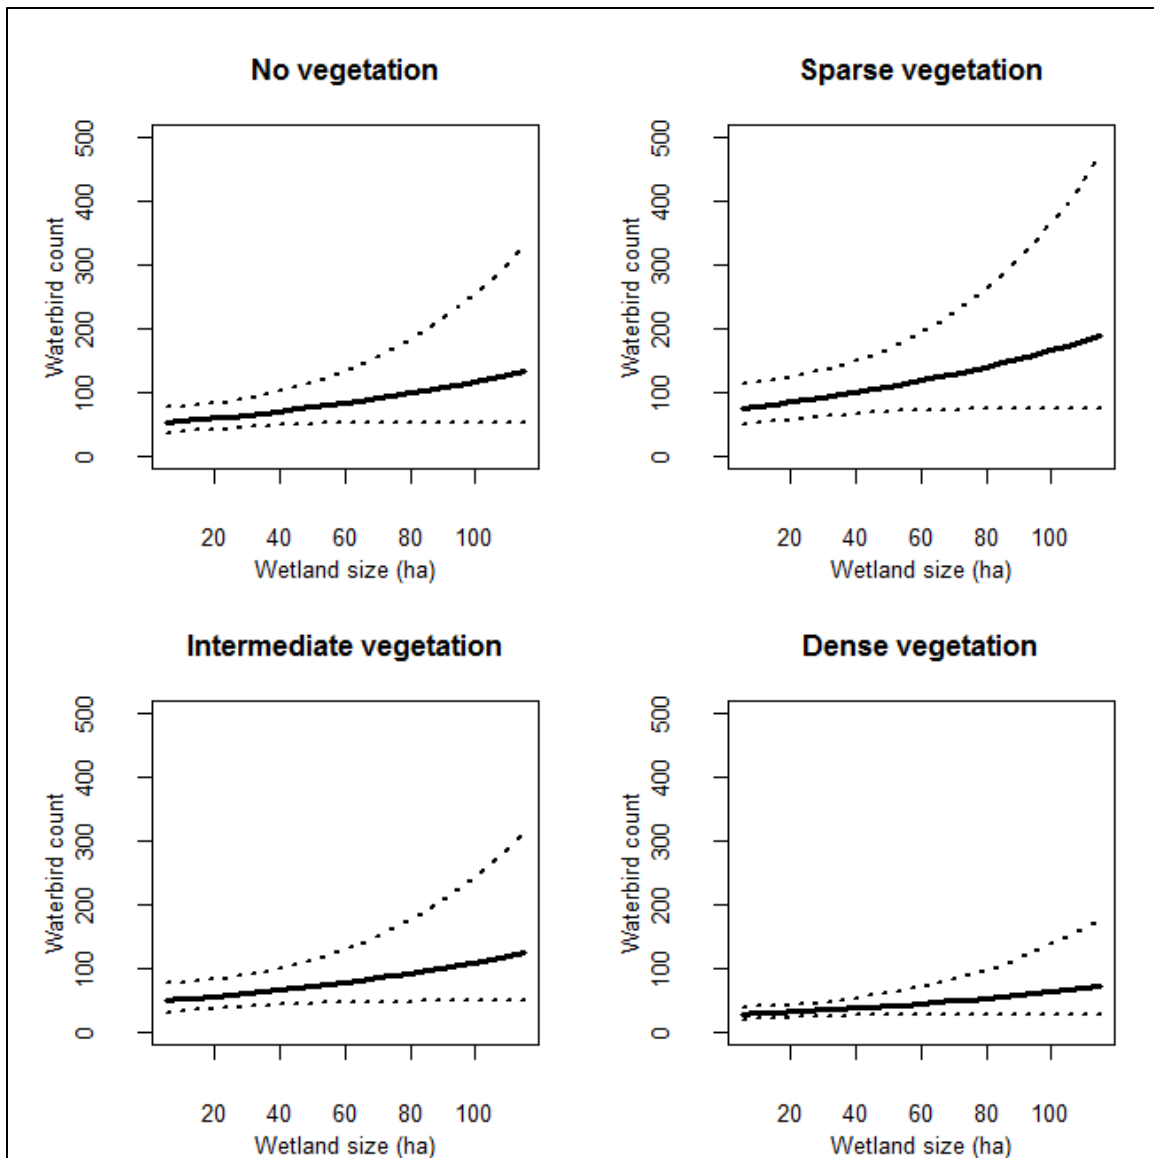 No vegetation
Sparse vegetation
Waterbird count
500
400
300
200
100
0
20 40 60 80 100
Wetland size (ha)
Waterbird count
500
400
300
200
100
0
20 40 60 80 100
Wetland size (ha)
Intermediate vegetation
Dense vegetation
Waterbird count
500
400
300
200
100
0
20 40 60 80 100
Wetland size (ha)
Waterbird count
500
400
300
200
100
0
20 40 60 80 100
Wetland size (ha)